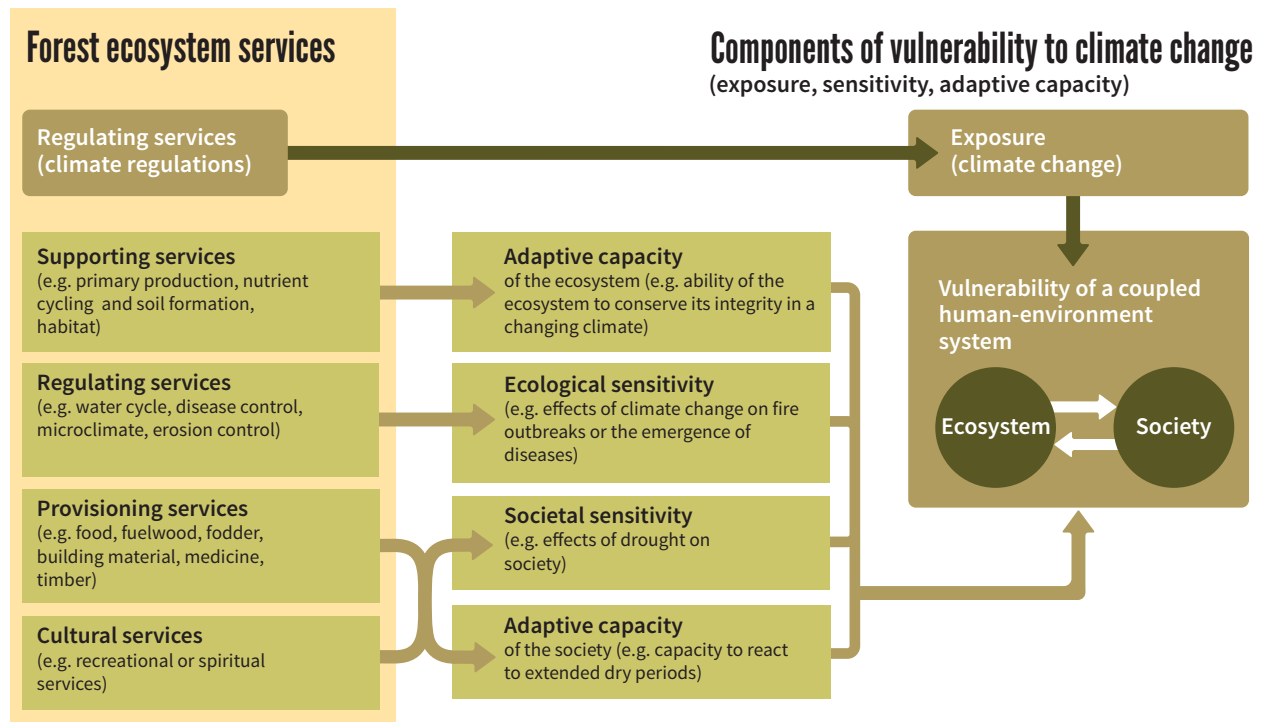 Forest ecosystem services
Components of vulnerability to climate change
(exposure, sensitivity, adaptive capacity)
Regulating services
(climate regulations)
Exposure
(climate change)
Supporting services
(e.g. primary production, nutrient
cycling and soil formation,
habitat)
Adaptive capacity
of the ecosystem (e.g. ability of the
ecosystem to conserve its integrity in a
changing climate)
Regulating services
(e.g. water cycle, disease control,
microclimate, erosion control)
Ecological sensitivity
(e.g. effects of climate change on fire
outbreaks or the emergence of
diseases)
Provisioning services
(e.g. food, fuelwood, fodder,
building material, medicine,
timber)
Societal sensitivity
(e.g. effects of drought on
society)
Cultural services
(e.g. recreational or spiritual
services)
Adaptive capacity
of the society (e.g. capacity to react
to extended dry periods)
Vulnerability of a coupled
human-environment
system
Ecosystem
Society